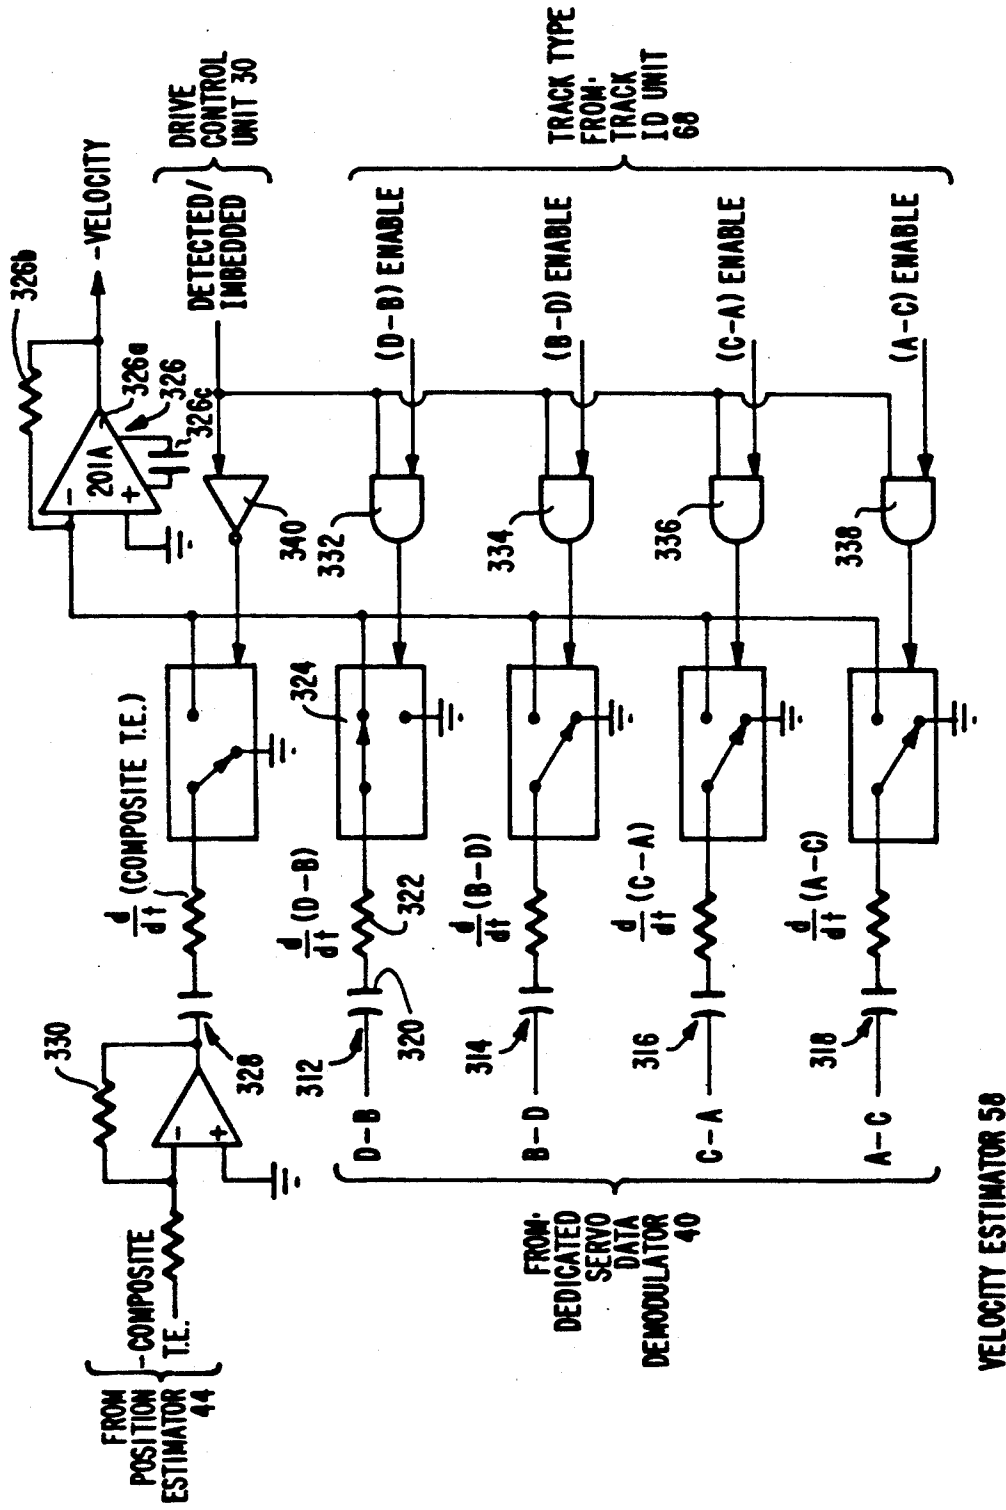 FROM
POSITION
ESTIMATOR
44
-COMPOSITE
T.E.
330
328
d/dt (COMPOSITE T.E.)
-
+
326b
-VELOCITY
-
+
201A
326a
326
326c
DETECTED/
IMBEDDED
DRIVE
CONTROL
UNIT 30
340
312
D-B
320
d/dt (D-B)
322
324
332
(D-B) ENABLE
314
B-D
d/dt (B-D)
334
(B-D) ENABLE
316
C-A
d/dt (C-A)
336
(C-A) ENABLE
318
A-C
d/dt (A-C)
338
(A-C) ENABLE
FROM
DEDICATED
SERVO
DATA
DEMODULATOR
40
TRACK TYPE
FROM
TRACK
ID UNIT
68
VELOCITY ESTIMATOR 58